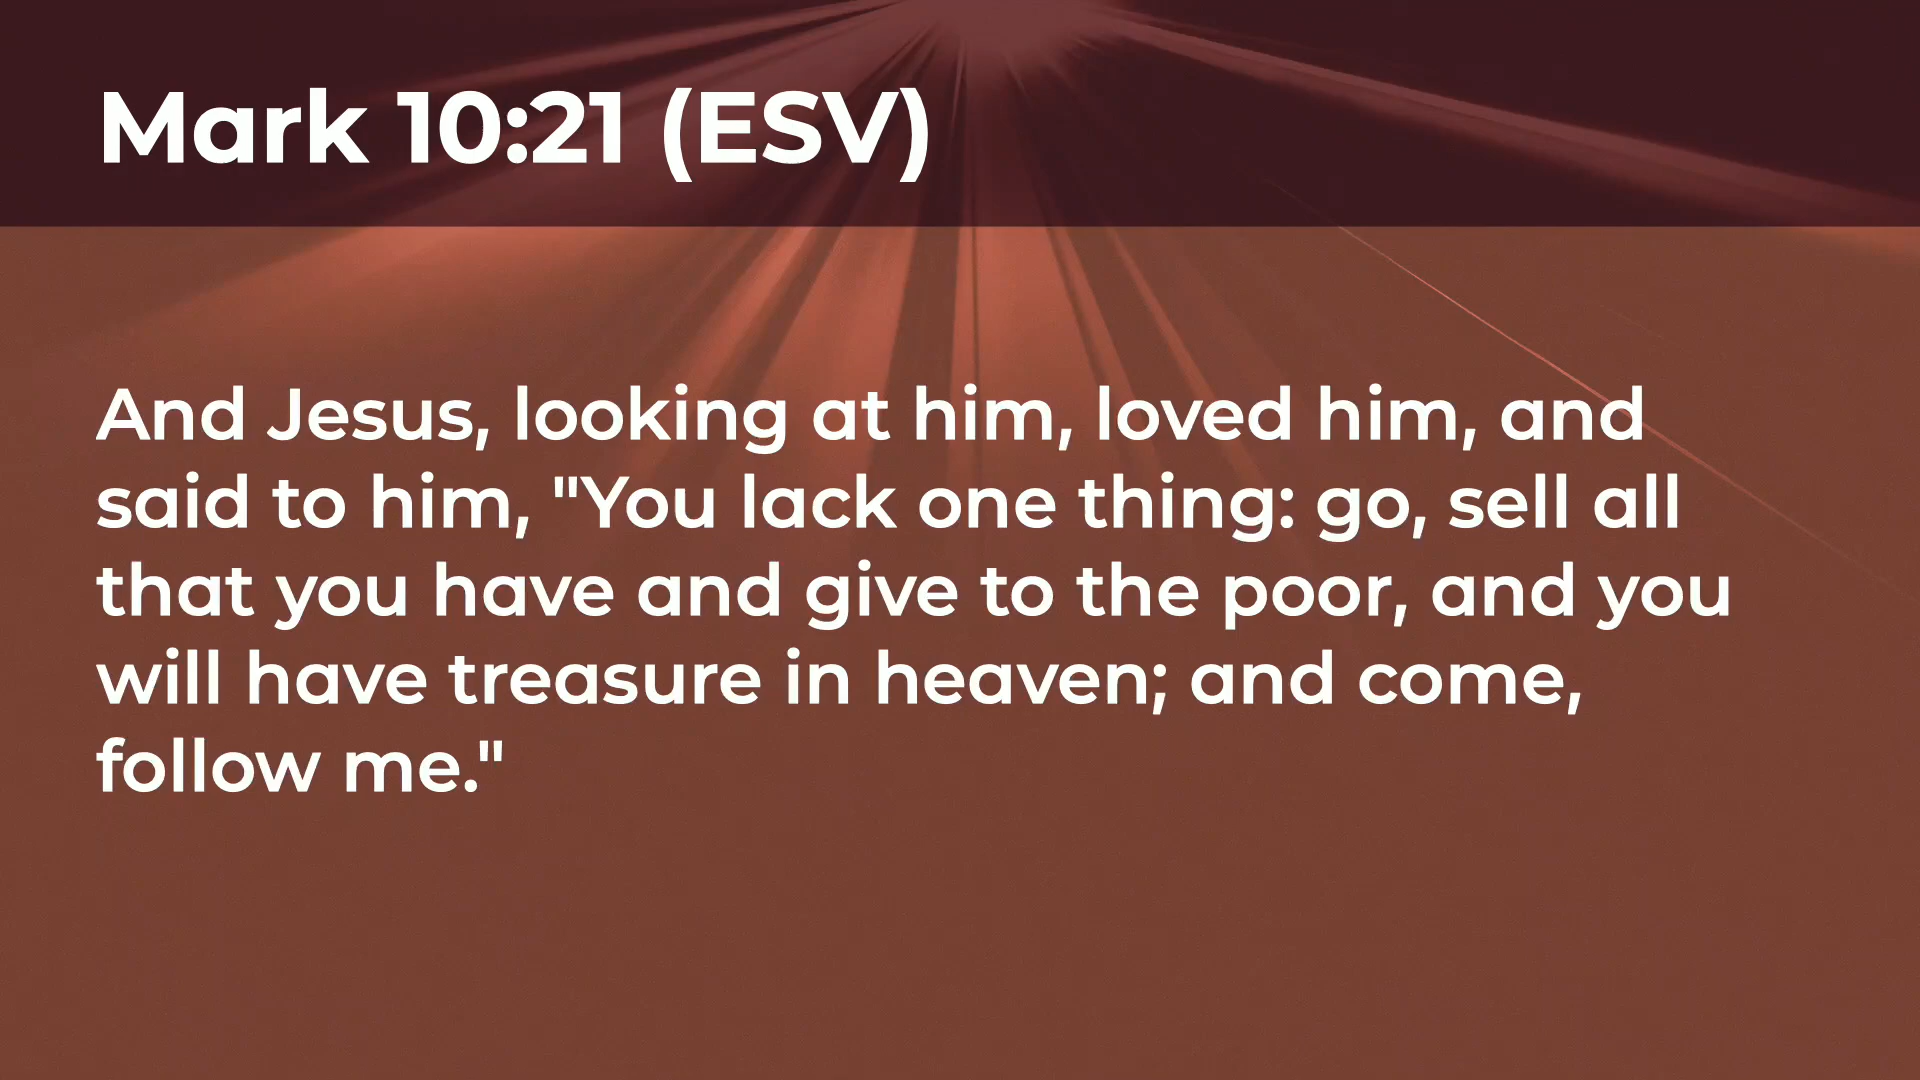 Mark 10:21 (ESV)
And Jesus, looking at him, loved him, and
said to him, "You lack one thing: go, sell all
that you have and give to the poor, and you
will have treasure in heaven; and come,
follow me."